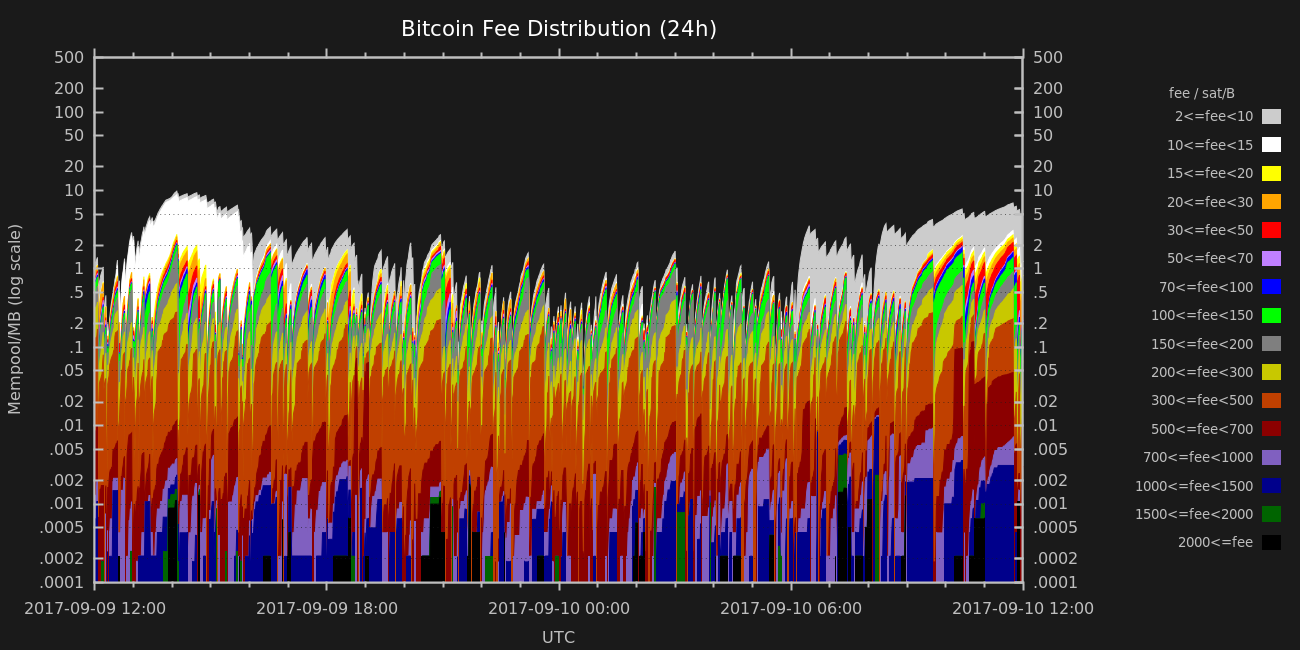 Bitcoin Fee Distribution (24h)
Mempool/MB (log scale)
500
200
100
50
20
10
5
2
1
.5
.2
.1
.05
.02
.01
.005
.002
.001
.0005
.0002
.0001
500
200
100
50
20
10
5
2
1
.5
.2
.1
.05
.02
.01
.005
.002
.001
.0005
.0002
.0001
fee / sat/B
2<=fee<10
10<=fee<15
15<=fee<20
20<=fee<30
30<=fee<50
50<=fee<70
70<=fee<100
100<=fee<150
150<=fee<200
200<=fee<300
300<=fee<500
500<=fee<700
700<=fee<1000
1000<=fee<1500
1500<=fee<2000
2000<=fee
2017-09-09 12:00 2017-09-09 18:00 2017-09-10 00:00 2017-09-10 06:00 2017-09-10 12:00
UTC